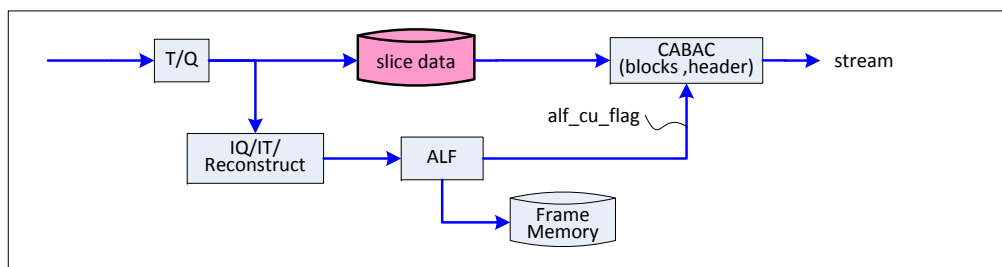 T/Q
slice data
CABAC
(blocks ,header)
stream
alf_cu_flag
IQ/IT/
Reconstruct
ALF
Frame
Memory